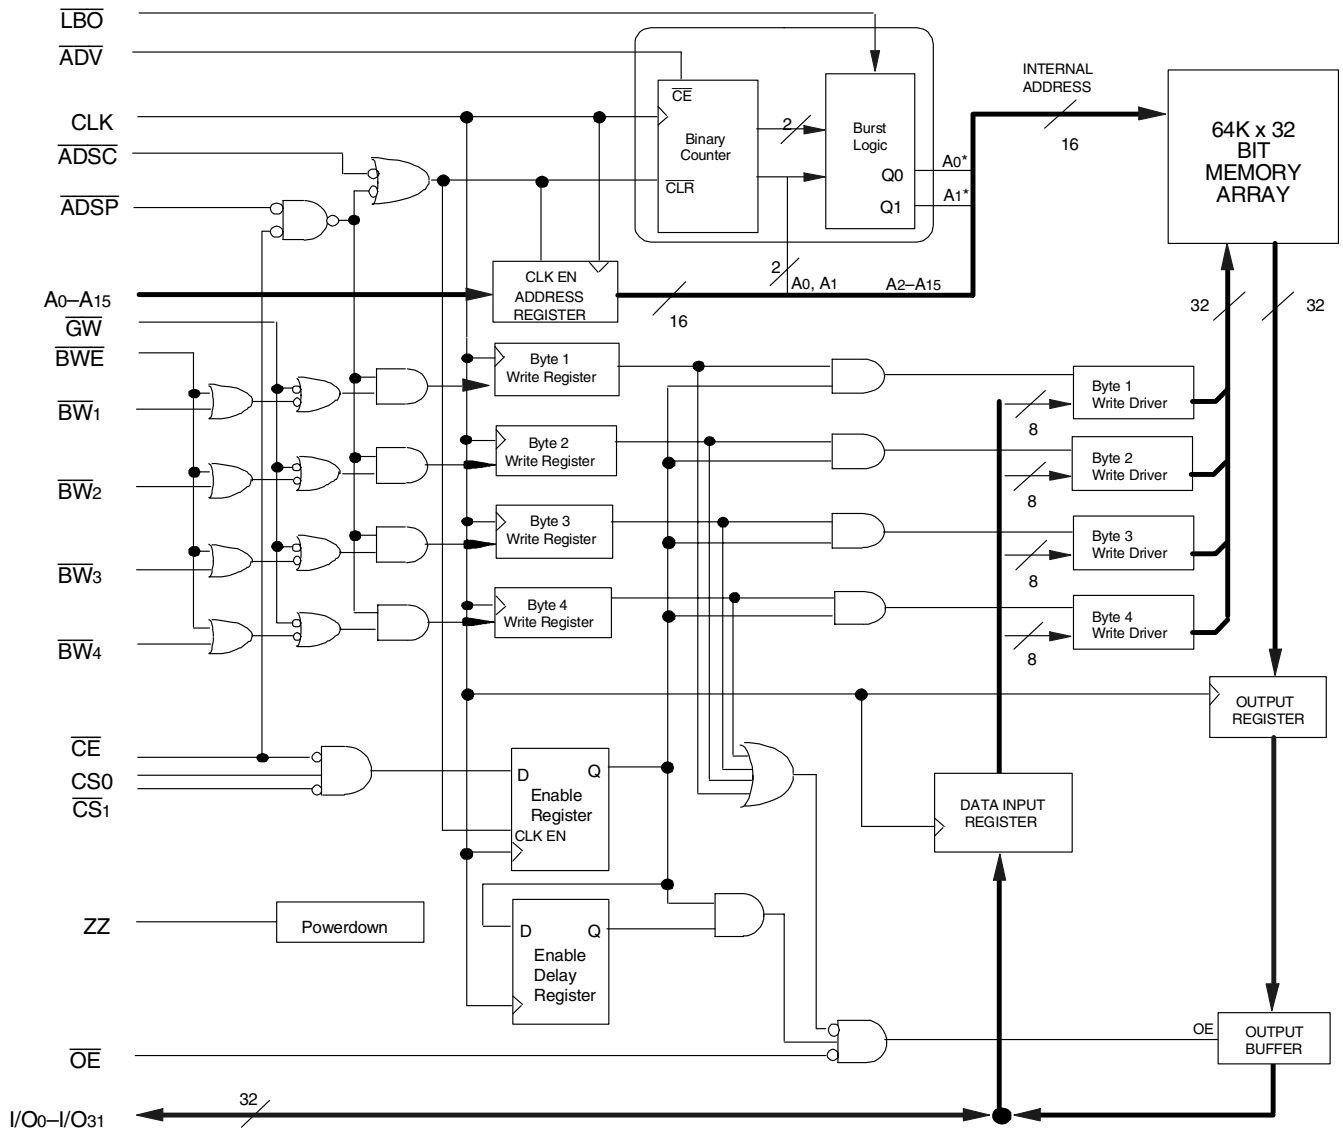 LBO
ADV
CLK
ADSC
ADSP
A0–A15
GW
BWE
BW1
BW2
BW3
BW4
CE
CS0
CS1
ZZ
OE
I/O0–I/O31
32
CE
Binary
Counter
CLR
2
Burst
Logic
Q0
Q1
A0*
A1*
INTERNAL
ADDRESS
16
64K x 32
BIT
MEMORY
ARRAY
CLK EN
ADDRESS
REGISTER
16
2
A0, A1
A2–A15
32
32
Byte 1
Write Register
Byte 2
Write Register
Byte 3
Write Register
Byte 4
Write Register
8
Byte 1
Write Driver
8
Byte 2
Write Driver
8
Byte 3
Write Driver
8
Byte 4
Write Driver
OUTPUT
REGISTER
D
Q
Enable
Register
CLK EN
DATA INPUT
REGISTER
Powerdown
D
Q
Enable
Delay
Register
OE
OUTPUT
BUFFER